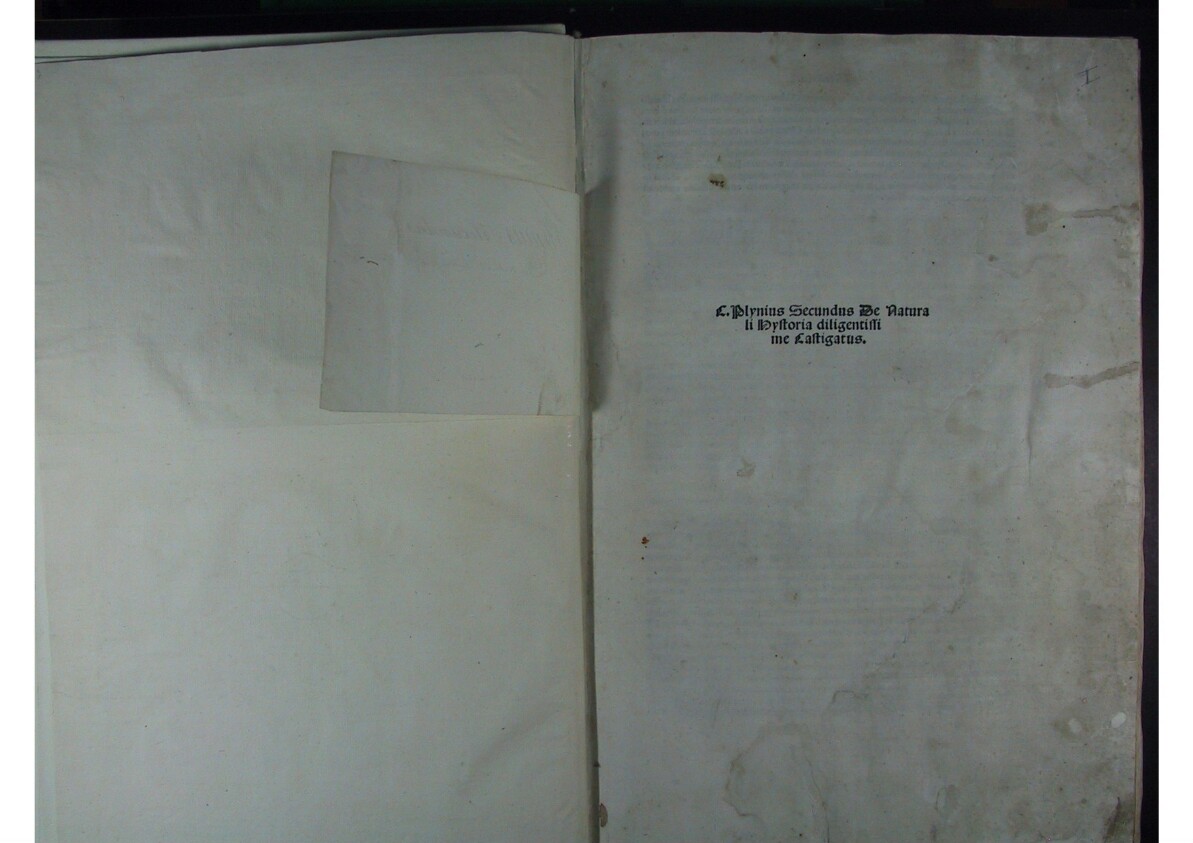 I
C. Plynius Secundus De Natura
li Hystoria diligentissi
me Castigatus.